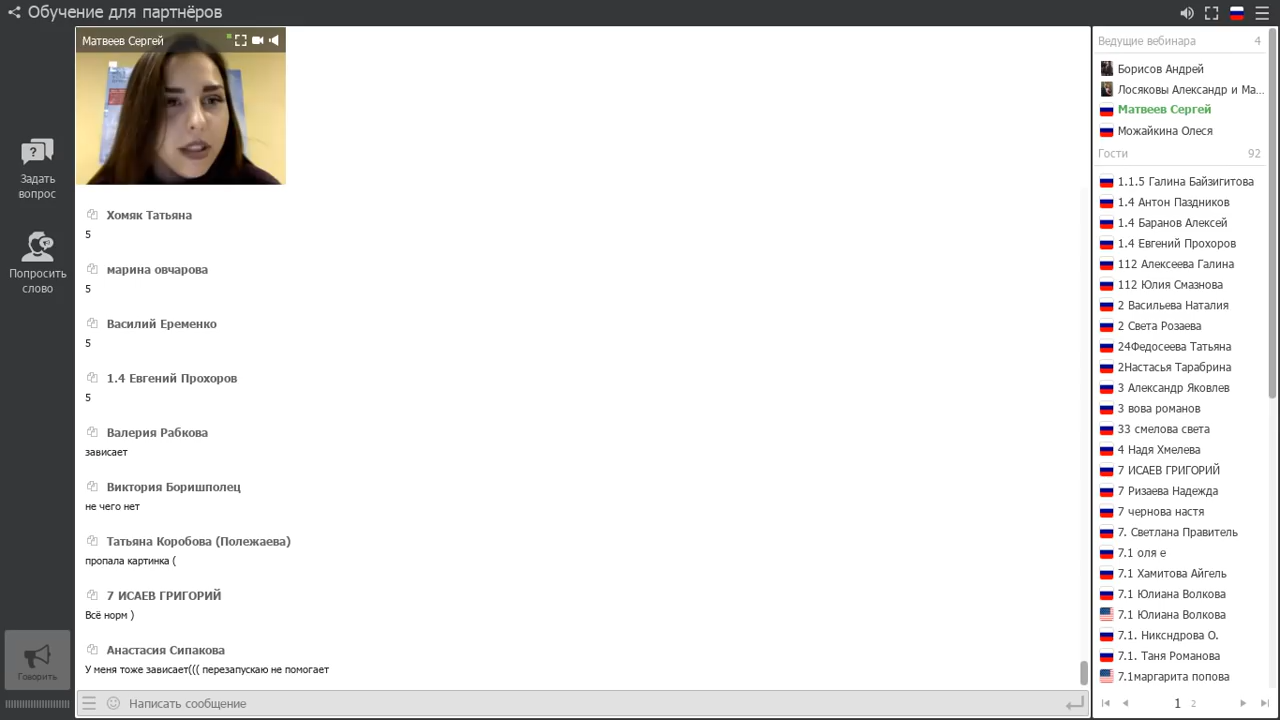 Обучение для партнёров
Матвеев Сергей
Задать
вопрос
Попросить
слово
Говорить
Хомяк Татьяна
5
марина овчарова
5
Василий Еременко
5
1.4 Евгений Прохоров
5
Валерия Рабкова
зависает
Виктория Боришполец
не чего нет
Татьяна Коробова (Полежаева)
пропала картинка (
7 ИСАЕВ ГРИГОРИЙ
Всё норм )
Анастасия Сипакова
У меня тоже зависает((( перезапускаю не помогает
Написать сообщение
Ведущие вебинара 4
Борисов Андрей
Лосяковы Александр и Ма...
Матвеев Сергей
Можайкина Олеся
Гости 92
1.1.5 Галина Байзигитова
1.4 Антон Паздников
1.4 Баранов Алексей
1.4 Евгений Прохоров
112 Алексеева Галина
112 Юлия Смазнова
2 Васильева Наталия
2 Света Розаева
24Федосеева Татьяна
2Настасья Тарабрина
3 Александр Яковлев
3 вова романов
33 смелова света
4 Надя Хмелева
7 ИСАЕВ ГРИГОРИЙ
7 Ризаева Надежда
7 чернова настя
7. Светлана Правитель
7.1 оля е
7.1 Хамитова Айгель
7.1 Юлиана Волкова
7.1 Юлиана Волкова
7.1. Никсндрова О.
7.1. Таня Романова
7.1маргарита попова
1 2